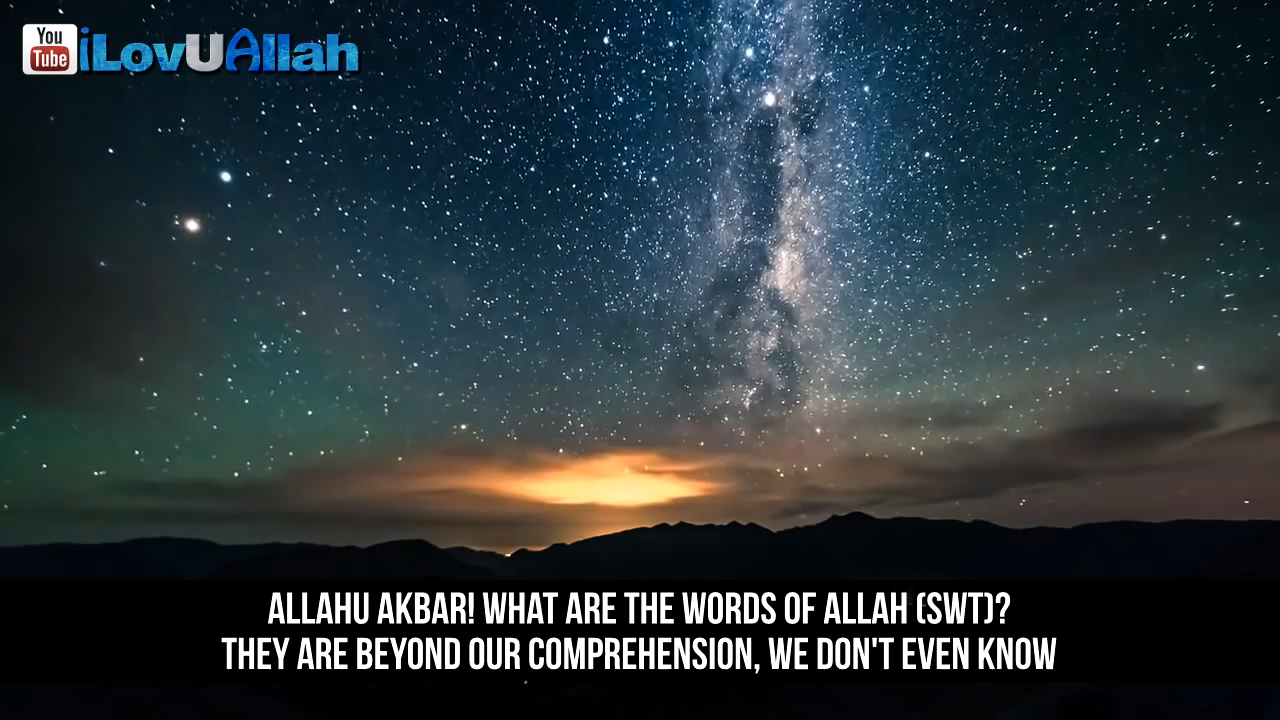 You
Tube
iLovUAllah
ALLAHU AKBAR! WHAT ARE THE WORDS OF ALLAH (SWT)?
THEY ARE BEYOND OUR COMPREHENSION, WE DON'T EVEN KNOW